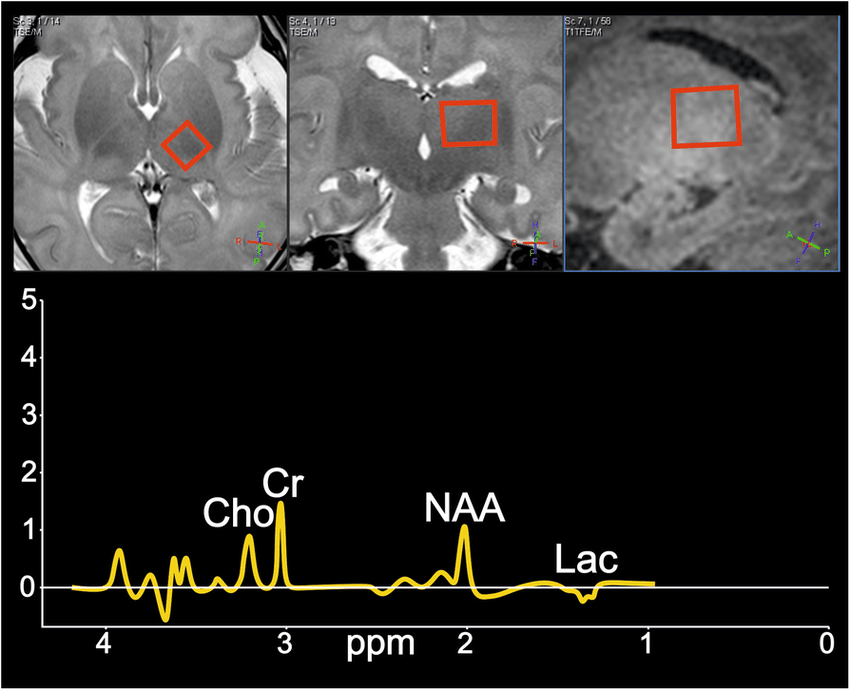 Sc 3, 1 / 14
TSE/M
Sc 4, 1 / 13
TSE/M
Sc 7, 1 / 58
T1TFE/M
A
F
R
L
P
H
R
L
P
F
H
A
P
F
5
4
3
2
1
0
Cho
Cr
NAA
Lac
4
3
ppm
2
1
0